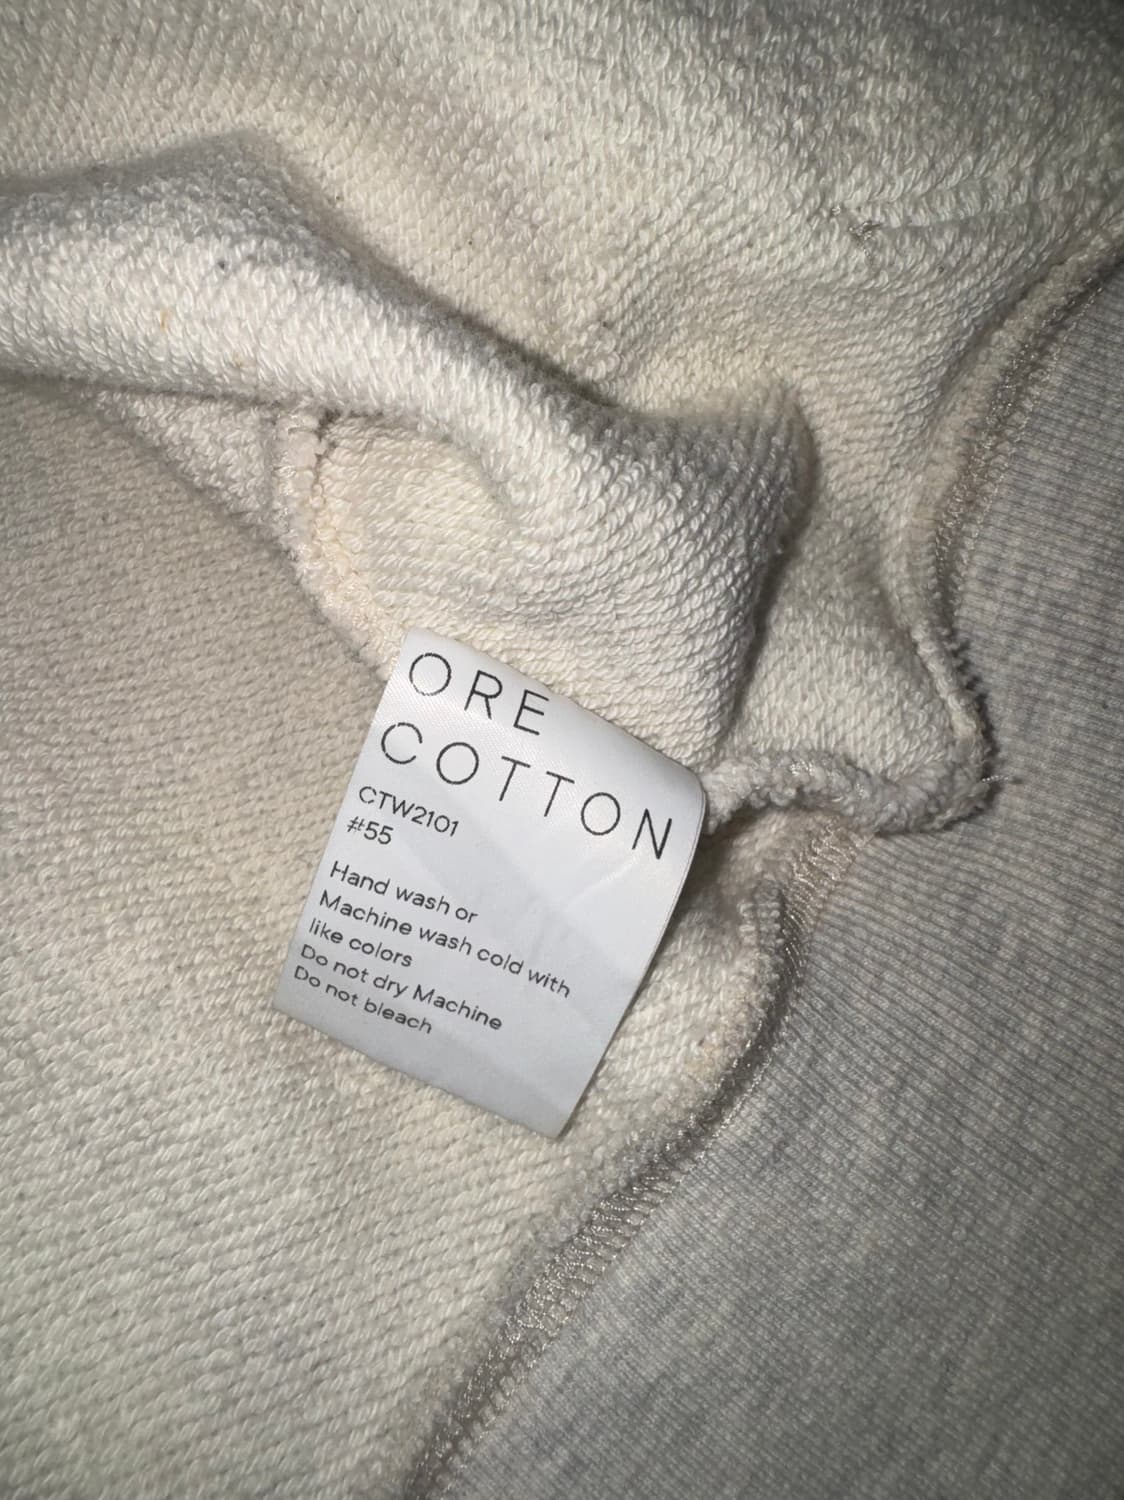 ORE
COTTON
CTW2101
#55
Hand wash or
Machine wash cold with
like colors
Do not dry Machine
Do not bleach